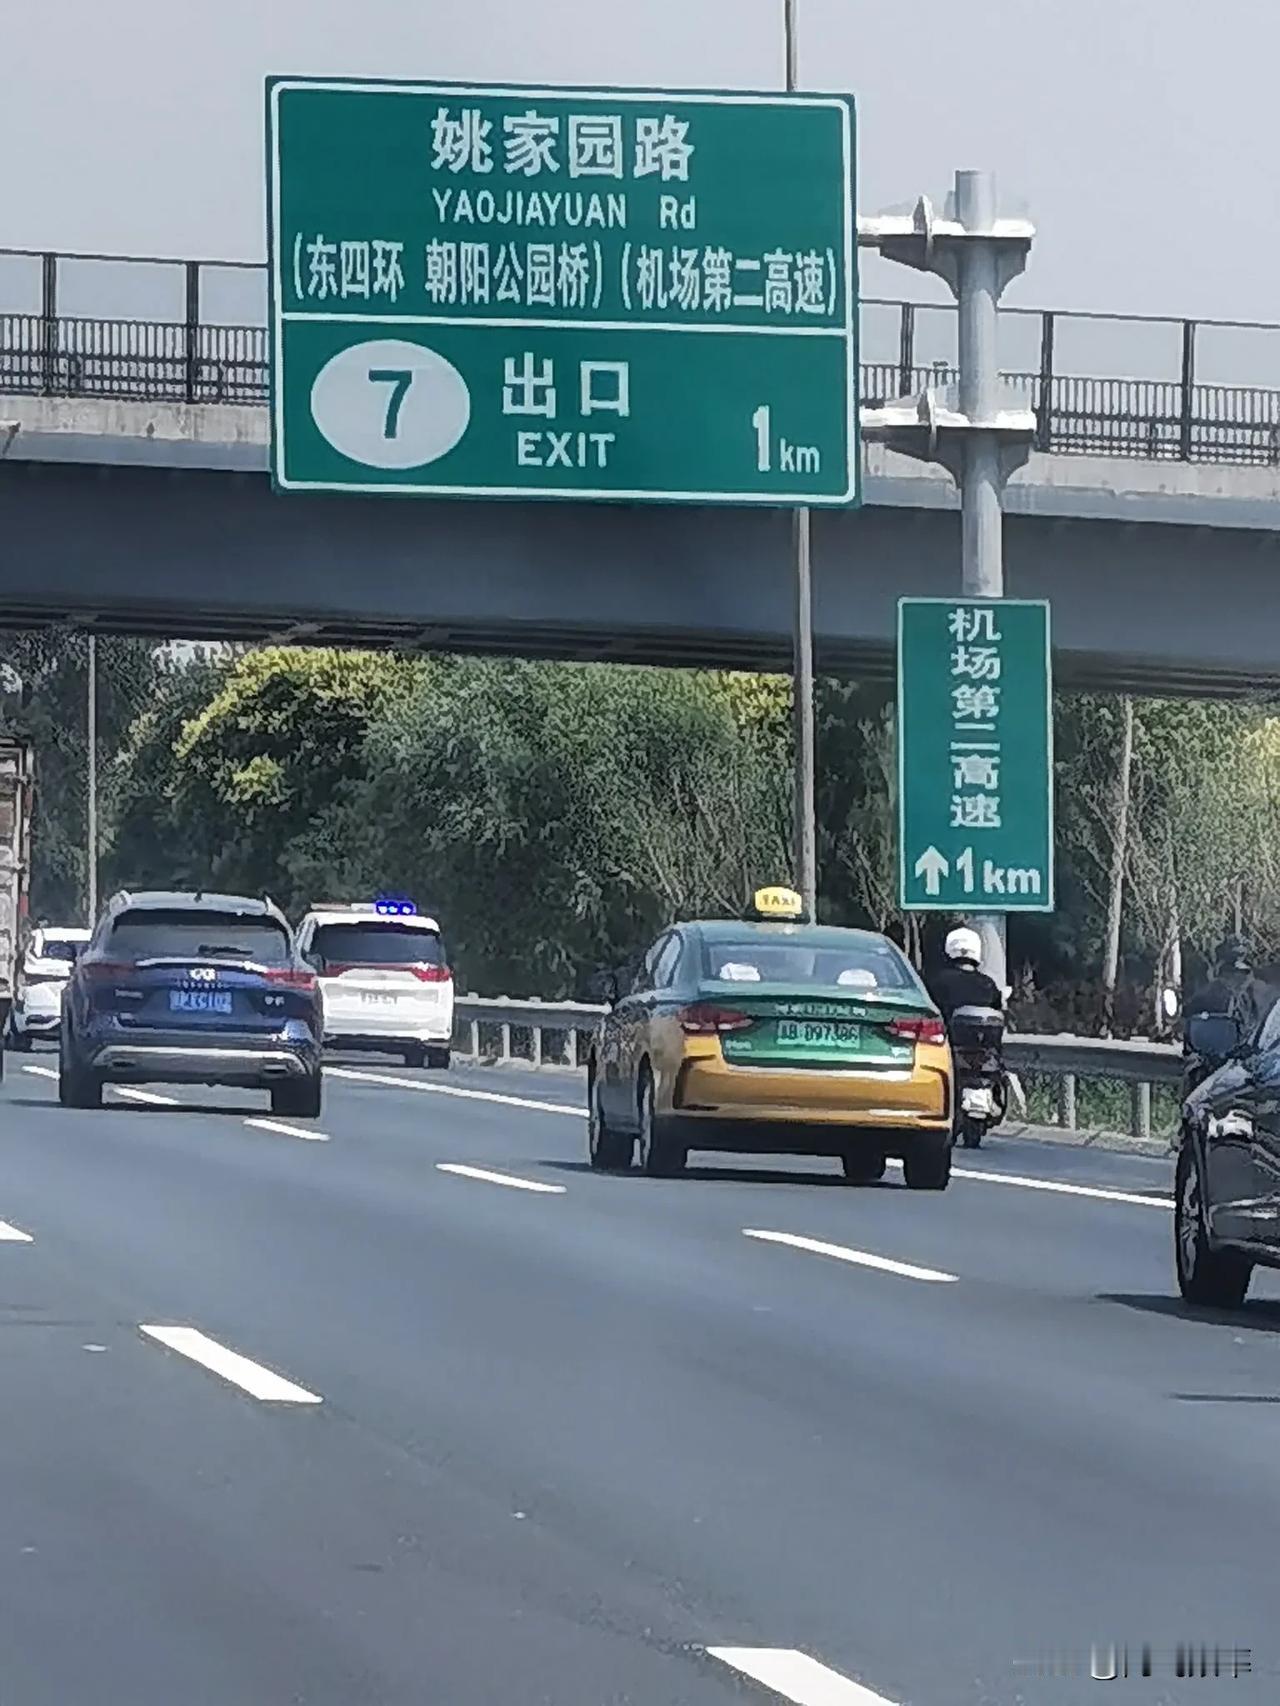 姚家园路
YAOJIAYUAN Rd
(东四环 朝阳公园桥) (机场第二高速)
7 出口
EXIT
1km
机场第二高速
↑1km
TAXI